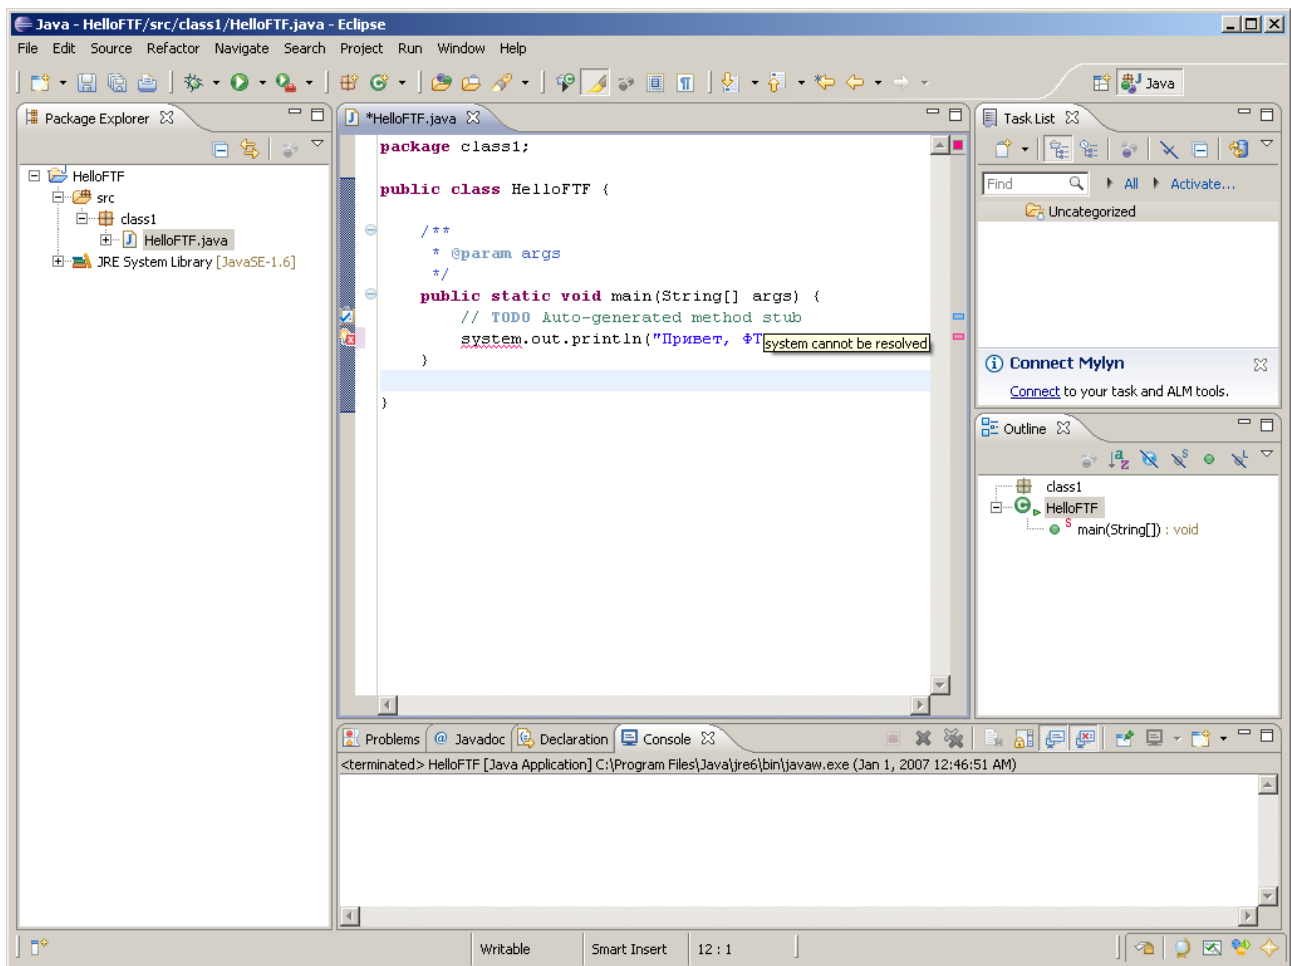 Java - HelloFTF/src/class1/HelloFTF.java - Eclipse
File Edit Source Refactor Navigate Search Project Run Window Help
Java
Package Explorer
HelloFTF
src
class1
HelloFTF.java
JRE System Library [JavaSE-1.6]
*HelloFTF.java
package class1;
public class HelloFTF {
/**
* @param args
*/
public static void main(String[] args) {
// TODO Auto-generated method stub
system.out.println("Привет, ФТ
system cannot be resolved
}
}
Task List
Find
All
Activate...
Uncategorized
Connect Mylyn
Connect to your task and ALM tools.
Outline
class1
HelloFTF
main(String[]) : void
Problems @ Javadoc Declaration Console
<terminated> HelloFTF [Java Application] C:\Program Files\Java\jre6\bin\javaw.exe (Jan 1, 2007 12:46:51 AM)
Writable Smart Insert 12 : 1